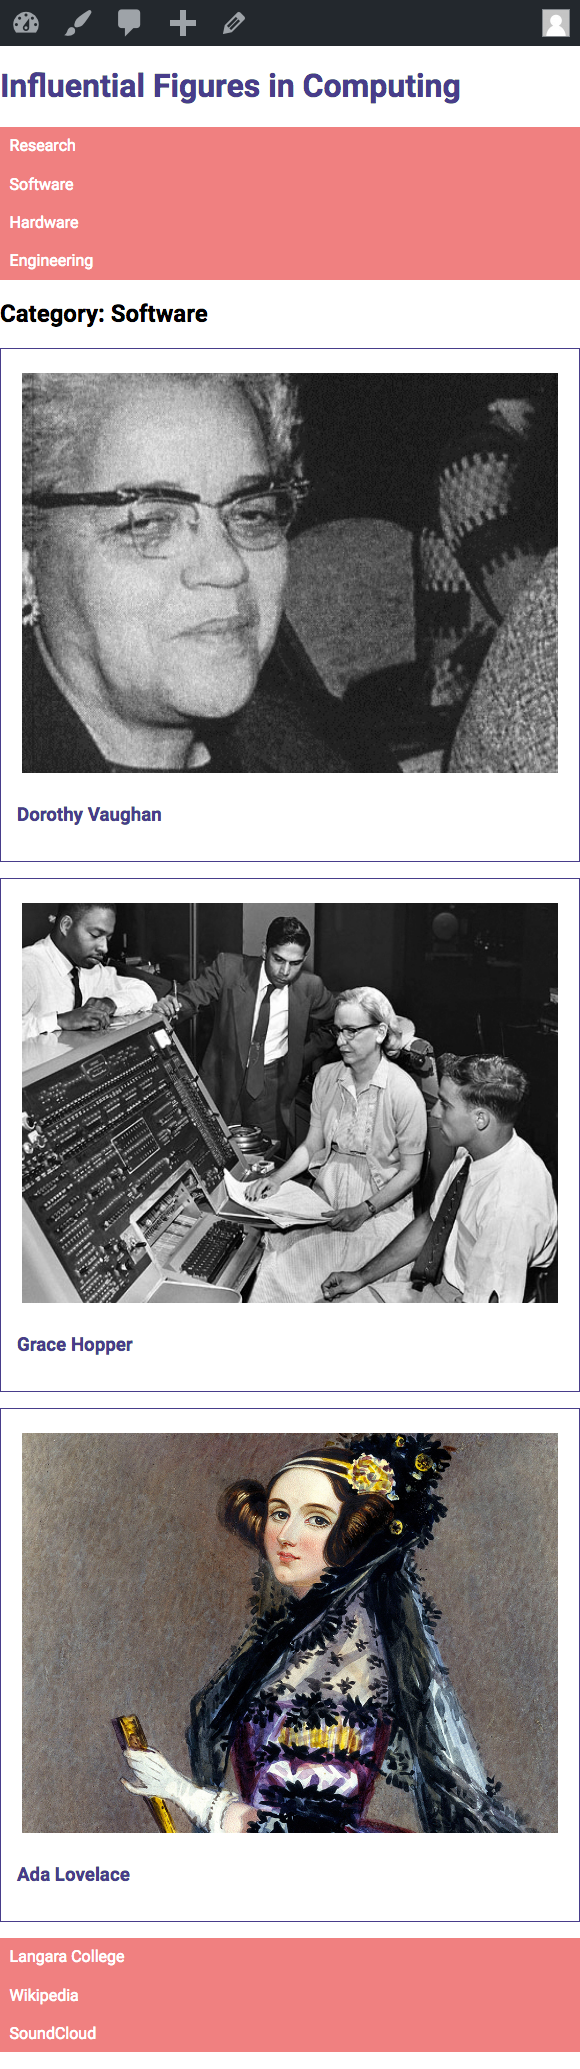 Influential Figures in Computing
Research
Software
Hardware
Engineering
Category: Software
Dorothy Vaughan
Grace Hopper
Ada Lovelace
Langara College
Wikipedia
SoundCloud